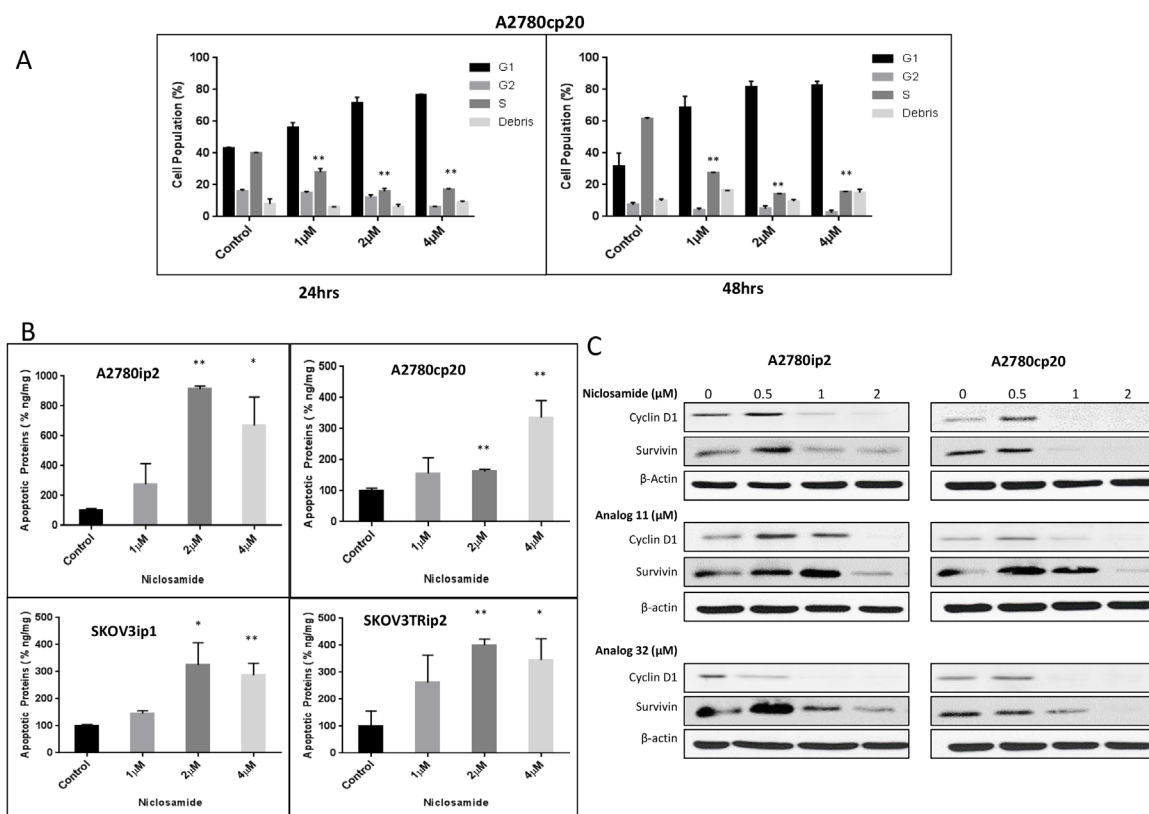 A2780cp20
A
Cell Population (%)
100
80
60
40
20
0
Control
1µM
2µM
4µM
G1
G2
S
Debris
**
**
**
24hrs
Cell Population (%)
100
80
60
40
20
0
Control
1µM
2µM
4µM
G1
G2
S
Debris
**
**
**
48hrs
B
A2780ip2
Apoptotic Proteins ( % ng/mg)
1000
800
600
400
200
0
**
*
Control
1µM
2µM
4µM
Niclosamide
A2780cp20
Apoptotic Proteins ( % ng/mg)
500
400
300
200
100
0
**
**
Control
1µM
2µM
4µM
Niclosamide
SKOV3ip1
Apoptotic Proteins ( % ng/mg)
500
400
300
200
100
0
*
**
Control
1µM
2µM
4µM
Niclosamide
SKOV3TRip2
Apoptotic Proteins ( % ng/mg)
500
400
300
200
100
0
**
*
Control
1µM
2µM
4µM
Niclosamide
C
A2780ip2 A2780cp20
Niclosamide (µM) 0 0.5 1 2 0 0.5 1 2
Cyclin D1
Survivin
β-Actin
Analog 11 (µM)
Cyclin D1
Survivin
β-actin
Analog 32 (µM)
Cyclin D1
Survivin
β-actin